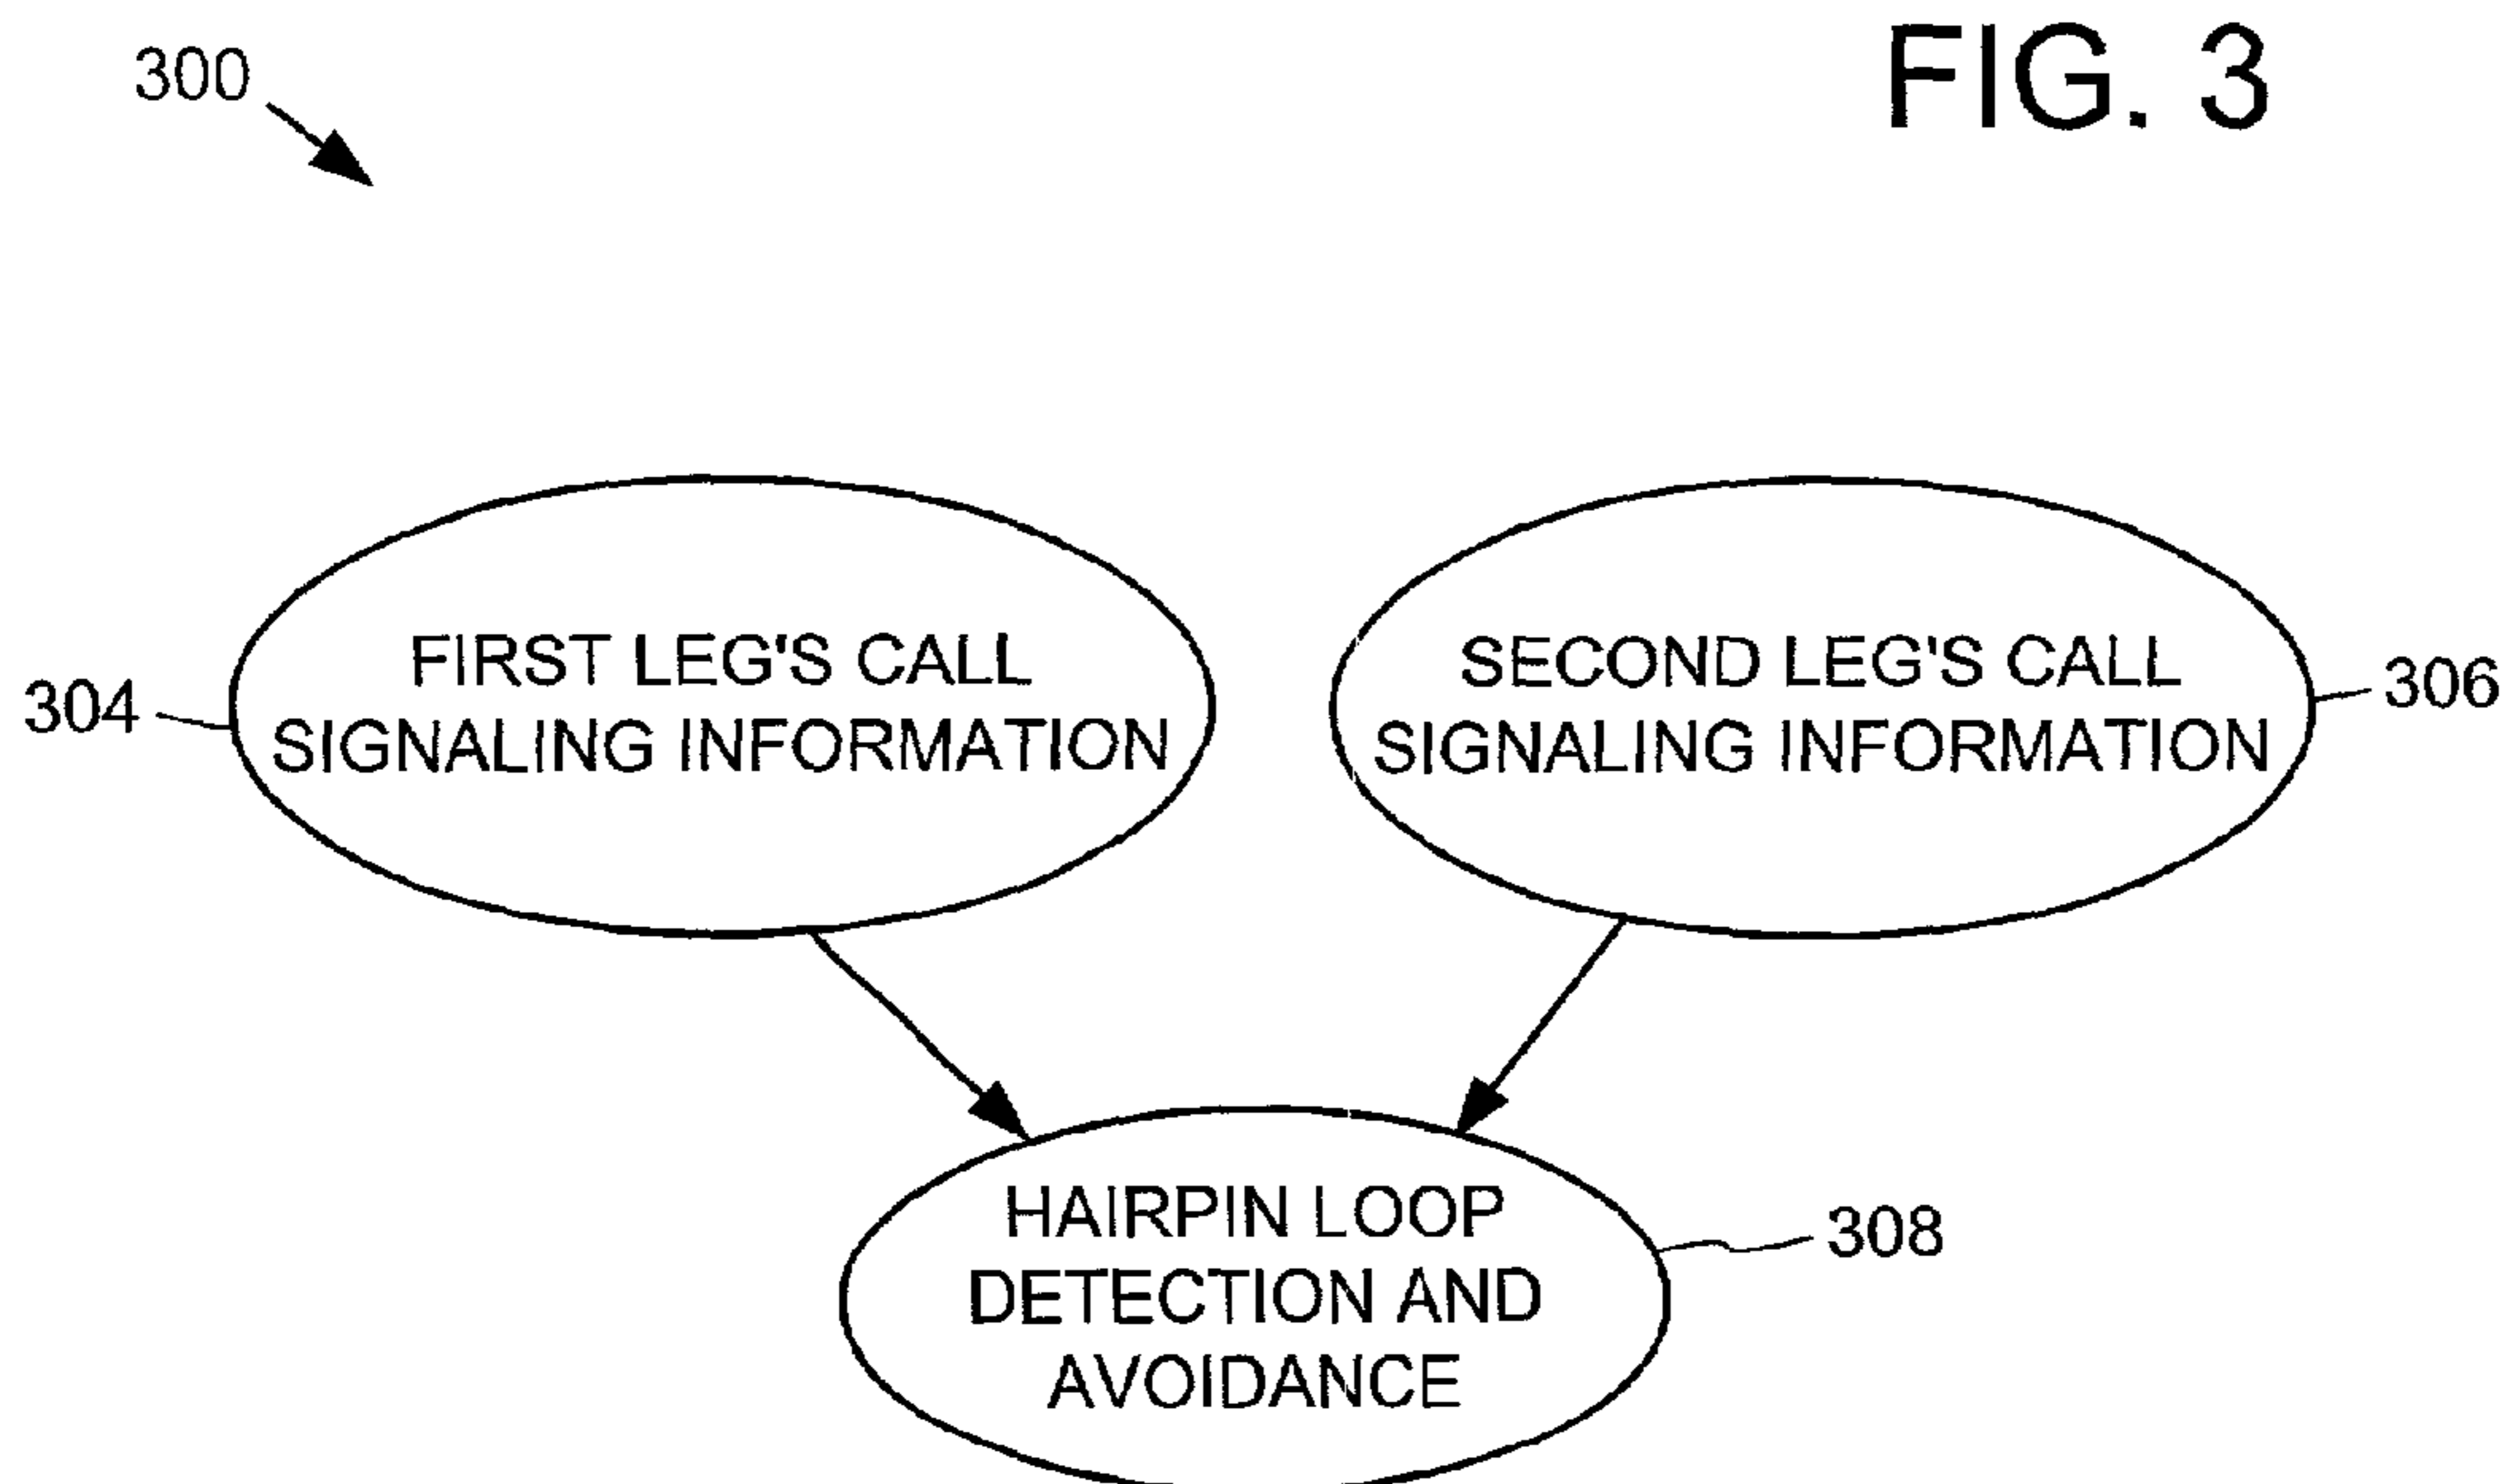 300
FIG. 3
FIRST LEG'S CALL
SIGNALING INFORMATION
304
SECOND LEG'S CALL
SIGNALING INFORMATION
306
HAIRPIN LOOP
DETECTION AND
AVOIDANCE
308